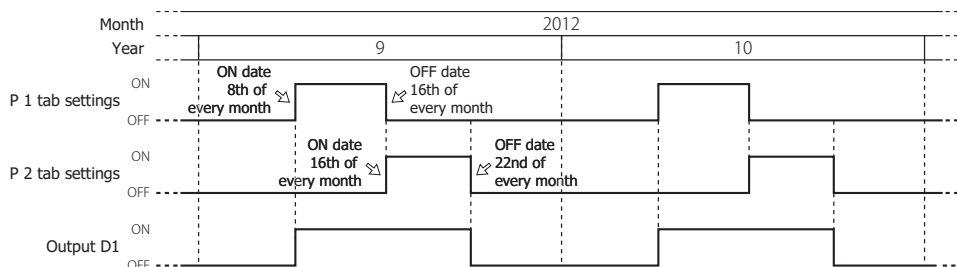 Month
2012
Year
9
10
ON date
8th of
every month
OFF date
16th of
every month
P 1 tab settings
ON
OFF
ON date
16th of
every month
OFF date
22nd of
every month
P 2 tab settings
ON
OFF
Output D1
ON
OFF